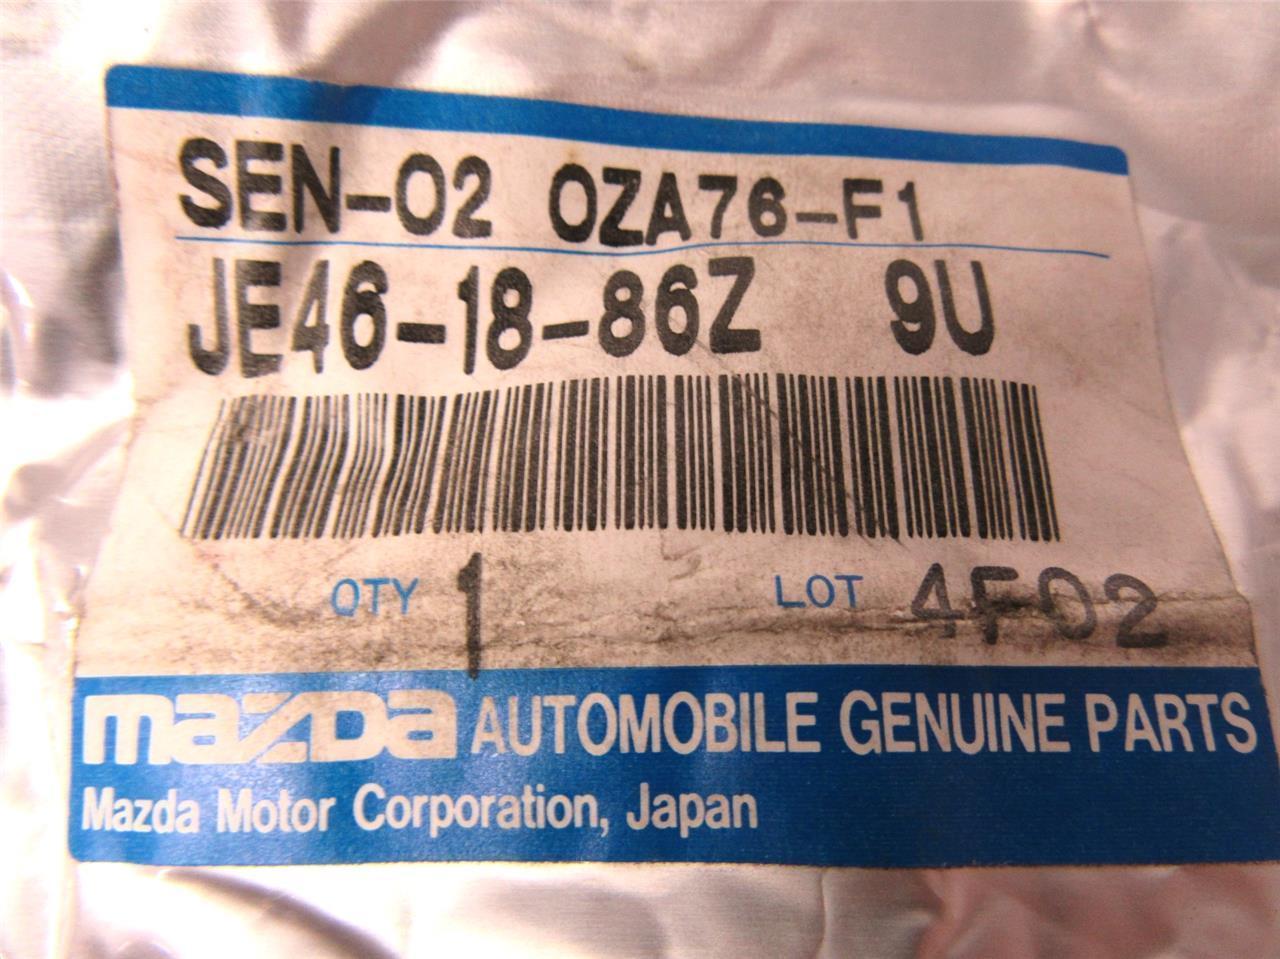 SEN-O2 OZA76-F1
JE46-18-86Z 9U
QTY 1 LOT 4F02
mazDa AUTOMOBILE GENUINE PARTS
Mazda Motor Corporation, Japan